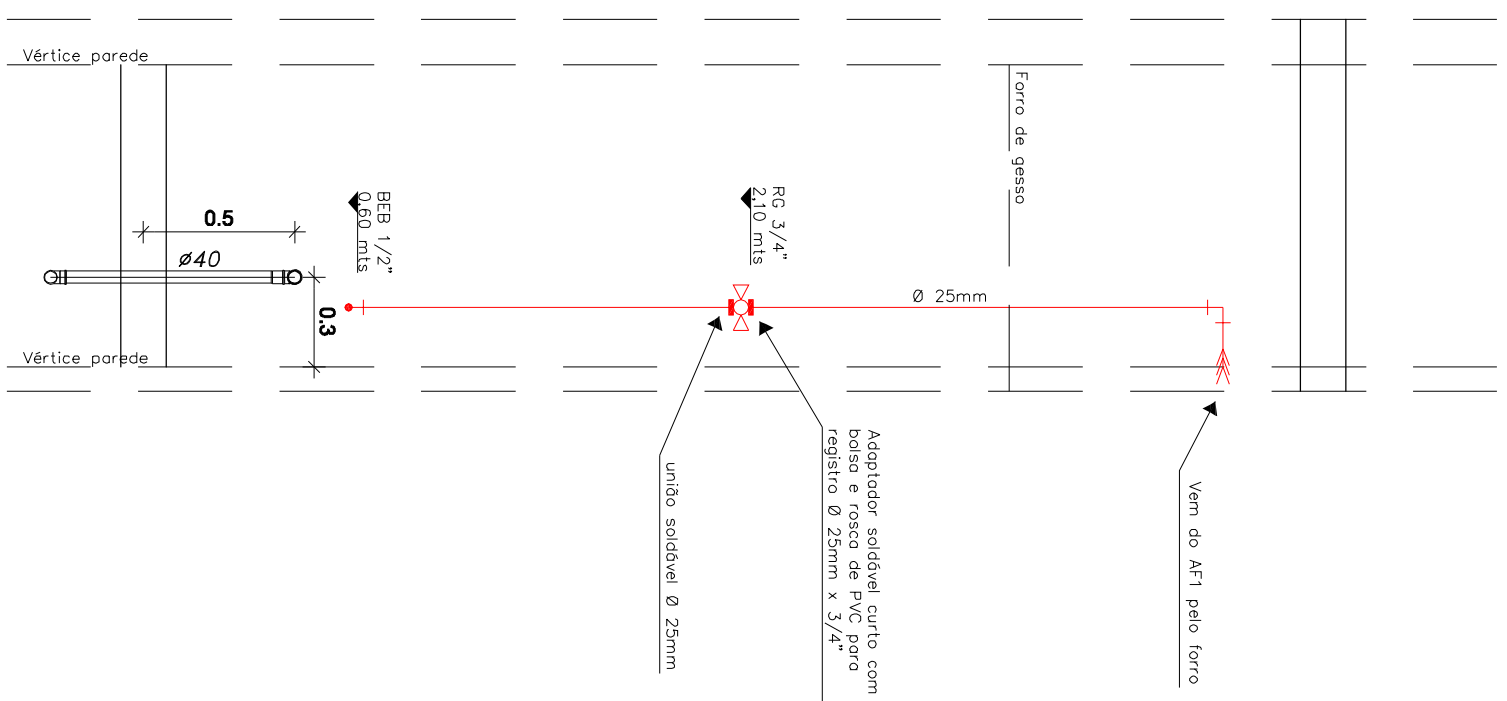 Vértice parede
Forro de gesso
RG 3/4"
2,10 mts
BEB 1/2"
0,60 mts
0.5
ø40
Ø 25mm
0.3
Vértice parede
Adaptador soldável curto com
bolsa e rosca de PVC para
registro Ø 25mm x 3/4"
união soldável Ø 25mm
Vem do AF1 pelo forro